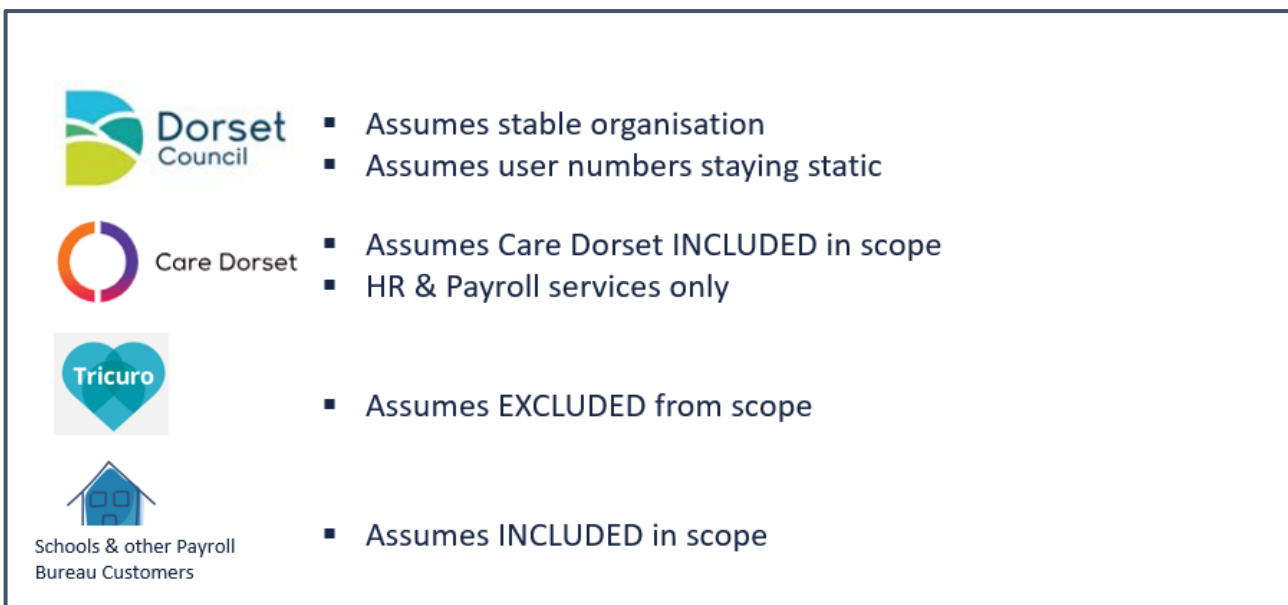 Dorset
Council
▪ Assumes stable organisation
▪ Assumes user numbers staying static
Care Dorset
▪ Assumes Care Dorset INCLUDED in scope
▪ HR & Payroll services only
Tricuro
▪ Assumes EXCLUDED from scope
Schools & other Payroll
Bureau Customers
▪ Assumes INCLUDED in scope